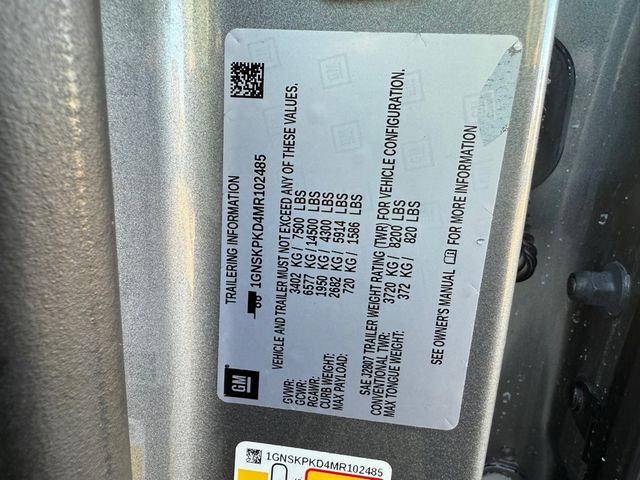 TRAILERING INFORMATION
1GNSKPKD4MR102485
VEHICLE AND TRAILER MUST NOT EXCEED ANY OF THESE VALUES.
GVWR: 3402 KG / 7500 LBS
GCWR: 6577 KG / 14500 LBS
RGAWR: 1950 KG / 4300 LBS
CURB WEIGHT: 2682 KG / 5914 LBS
MAX PAYLOAD: 720 KG / 1586 LBS
SAE J2807 TRAILER WEIGHT RATING (TWR) FOR VEHICLE CONFIGURATION.
CONVENTIONAL TWR: 3720 KG / 8200 LBS
MAX TONGUE WEIGHT: 372 KG / 820 LBS
SEE OWNER'S MANUAL FOR MORE INFORMATION
GM
1GNSKPKD4MR102485